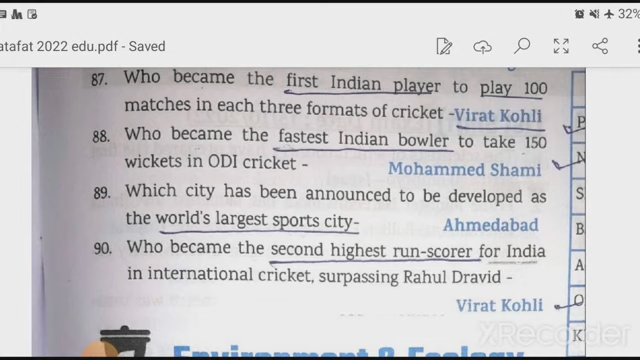 32%
atafat 2022 edu.pdf - Saved
87. Who became the first Indian player to play 100
matches in each three formats of cricket -Virat Kohli
P
88. Who became the fastest Indian bowler to take 150
wickets in ODI cricket -
Mohammed Shami
N
89. Which city has been announced to be developed as
S
the world's largest sports city-
Ahmedabad
B
90. Who became the second highest run-scorer for India
A
in international cricket, surpassing Rahul Dravid -
Virat Kohli
O
XRecorder
K
Environment & Ecology